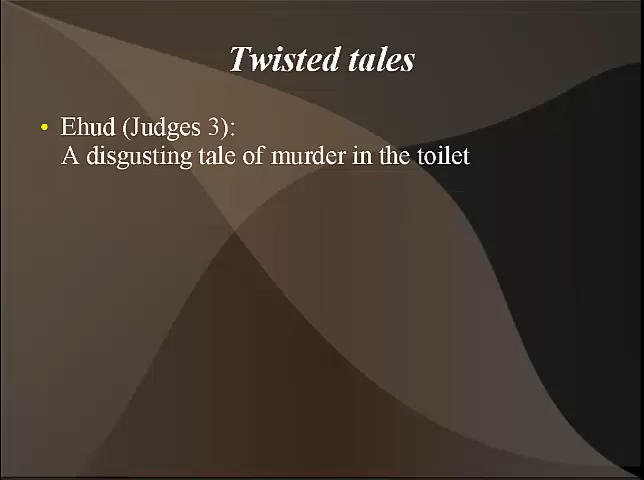 Twisted tales
• Ehud (Judges 3):
A disgusting tale of murder in the toilet